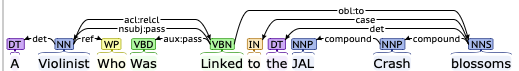 obl:to
acl:relcl
case
nsubj:pass
det
det ref aux:pass compound compound
DT NN WP VBD VBN IN DT NNP NNP NNS
A Violinist Who Was Linked to the JAL Crash blossoms